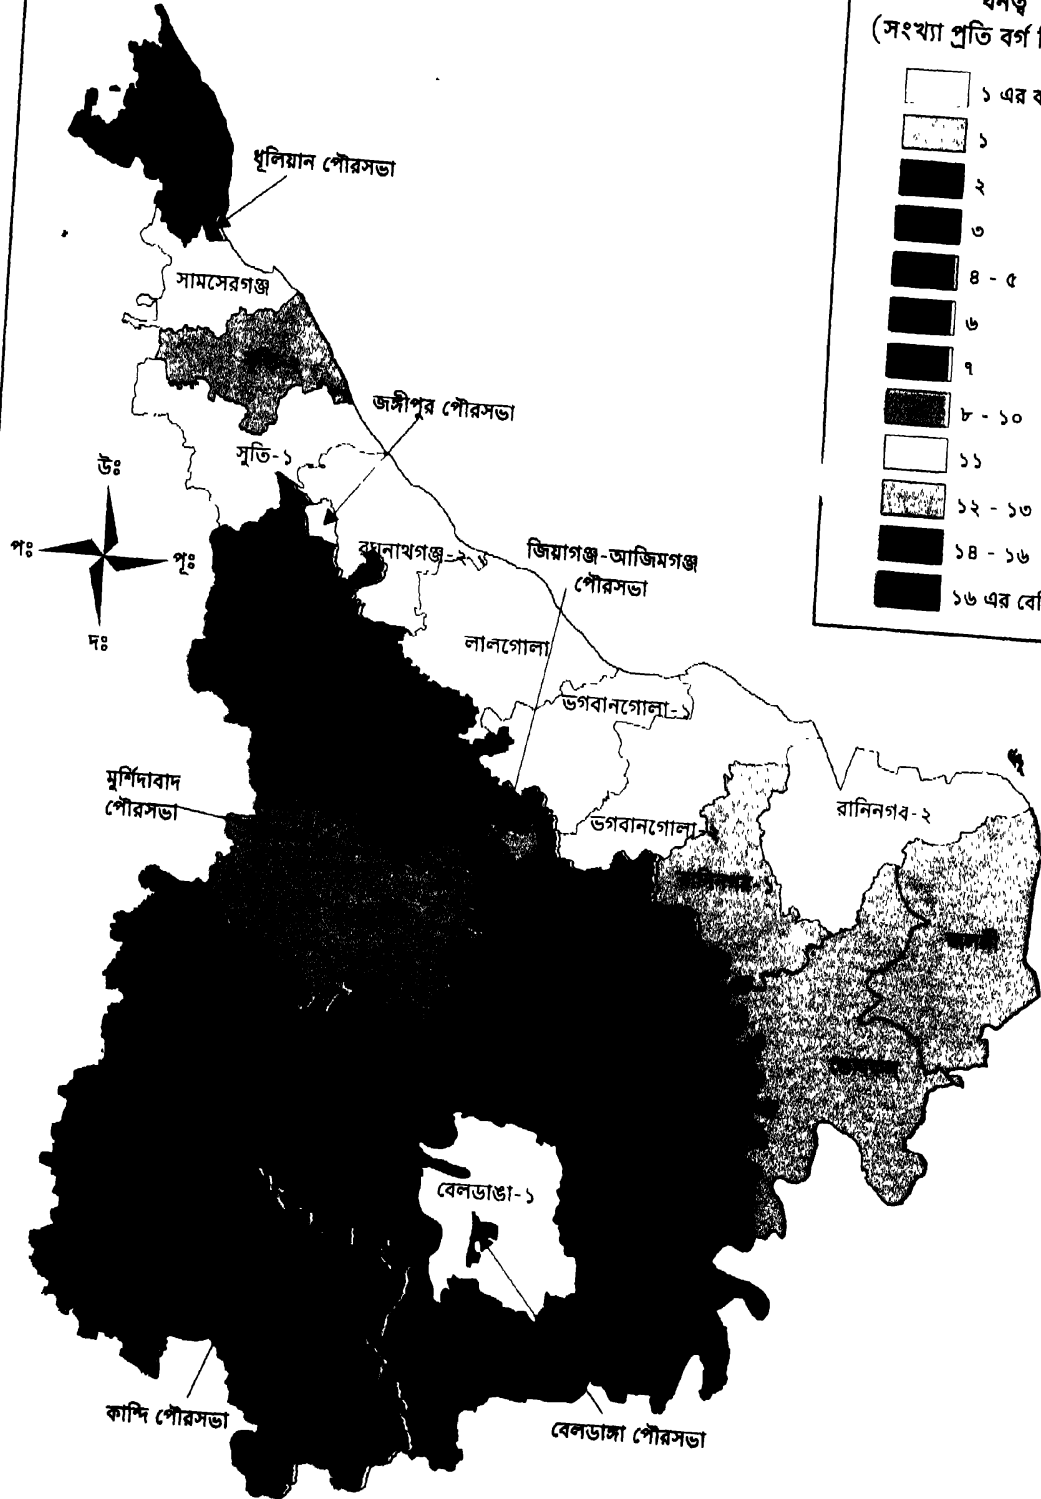 ঘনত্ব
(সংখ্যা প্রতি বর্গ
১ এর
১
২
৩
৪ - ৫
৬
৭
৮ - ১০
১১
১২ - ১৩
১৪ - ১৬
১৬ এর
ধূলিয়ান পৌরসভা
সামসেরগঞ্জ
জঙ্গীপুর পৌরসভা
সুতি-১
উঃ
পঃ
পূঃ
দঃ
রঘুনাথগঞ্জ-২
জিয়াগঞ্জ-আজিমগঞ্জ
পৌরসভা
লালগোলা
ভগবানগোলা-১
মুর্শিদাবাদ
পৌরসভা
রানিনগর-২
ভগবানগোলা-
বেলডাঙা-১
কান্দি পৌরসভা
বেলডাঙ্গা পৌরসভা